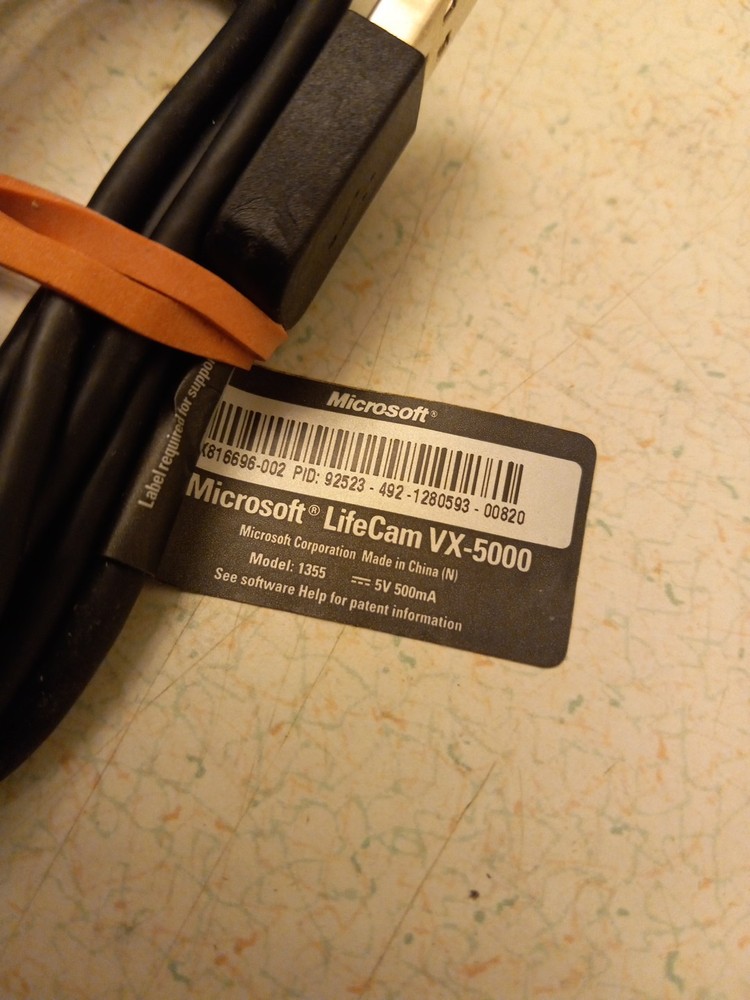 Label required for support
Microsoft®
X816696-002 PID: 92523 - 492 -1280593 - 00820
Microsoft® LifeCam VX-5000
Microsoft Corporation Made in China (N)
Model: 1355 5V 500mA
See software Help for patent information